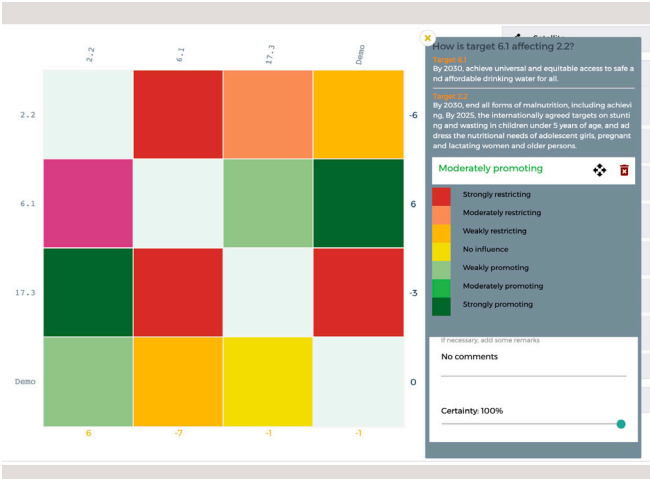 Satellite
2.2
6.1
17.3
Demo
2.2
6.1
17.3
Demo
-6
6
-3
0
6
-7
-1
-1
x
How is target 6.1 affecting 2.2?
Target 6.1
By 2030, achieve universal and equitable access to safe a
nd affordable drinking water for all.
Target 2.2
By 2030, end all forms of malnutrition, including achievi
ng, By 2025, the internationally agreed targets on stunti
ng and wasting in children under 5 years of age, and ad
dress the nutritional needs of adolescent girls, pregnant
and lactating women and older persons.
Moderately promoting
Strongly restricting
Moderately restricting
Weakly restricting
No influence
Weakly promoting
Moderately promoting
Strongly promoting
If necessary, add some remarks
No comments
Certainty: 100%